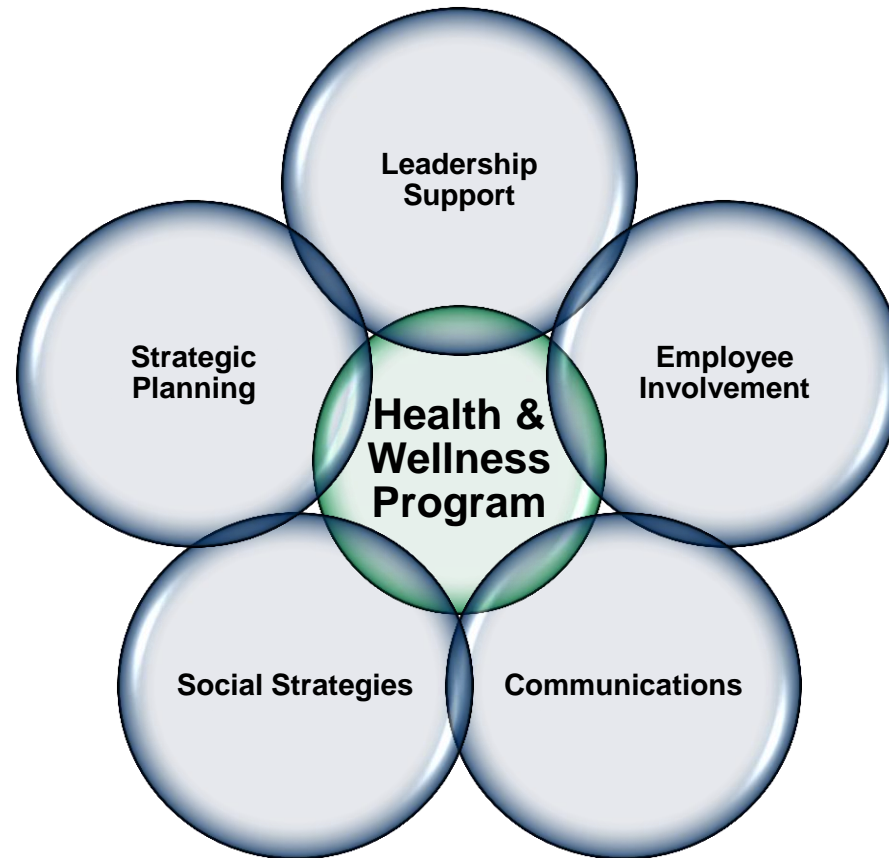 Leadership
Support
Strategic
Planning
Employee
Involvement
Health &
Wellness
Program
Social Strategies
Communications